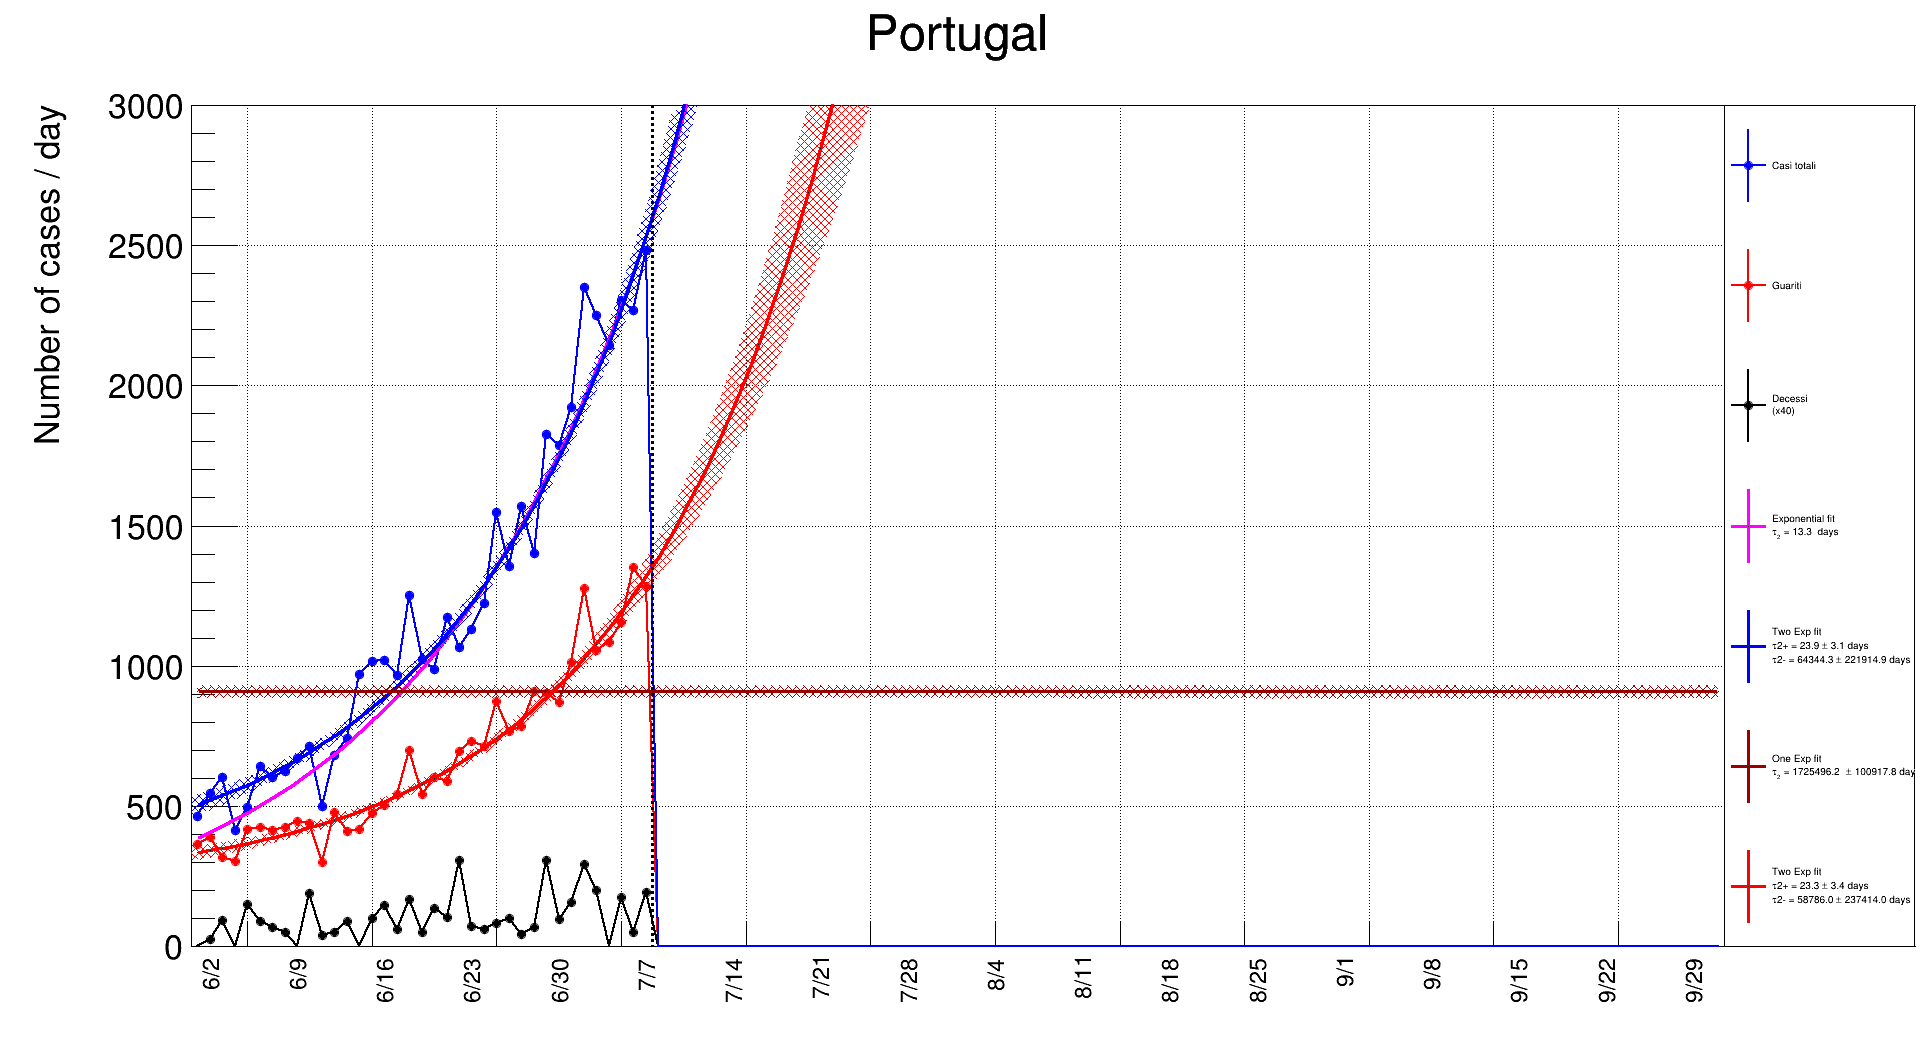 Portugal
Number of cases / day
3000
2500
2000
1500
1000
500
0
6/2
6/9
6/16
6/23
6/30
7/7
7/14
7/21
7/28
8/4
8/11
8/18
8/25
9/1
9/8
9/15
9/22
9/29
Casi totali
Guariti
Decessi
(x40)
Exponential fit
τ₂ = 13.3 days
Two Exp fit
τ2+ = 23.9 ± 3.1 days
τ2- = 64344.3 ± 221914.9 days
One Exp fit
τ₂ = 1725496.2 ± 100917.8 day
Two Exp fit
τ2+ = 23.3 ± 3.4 days
τ2- = 58786.0 ± 237414.0 days